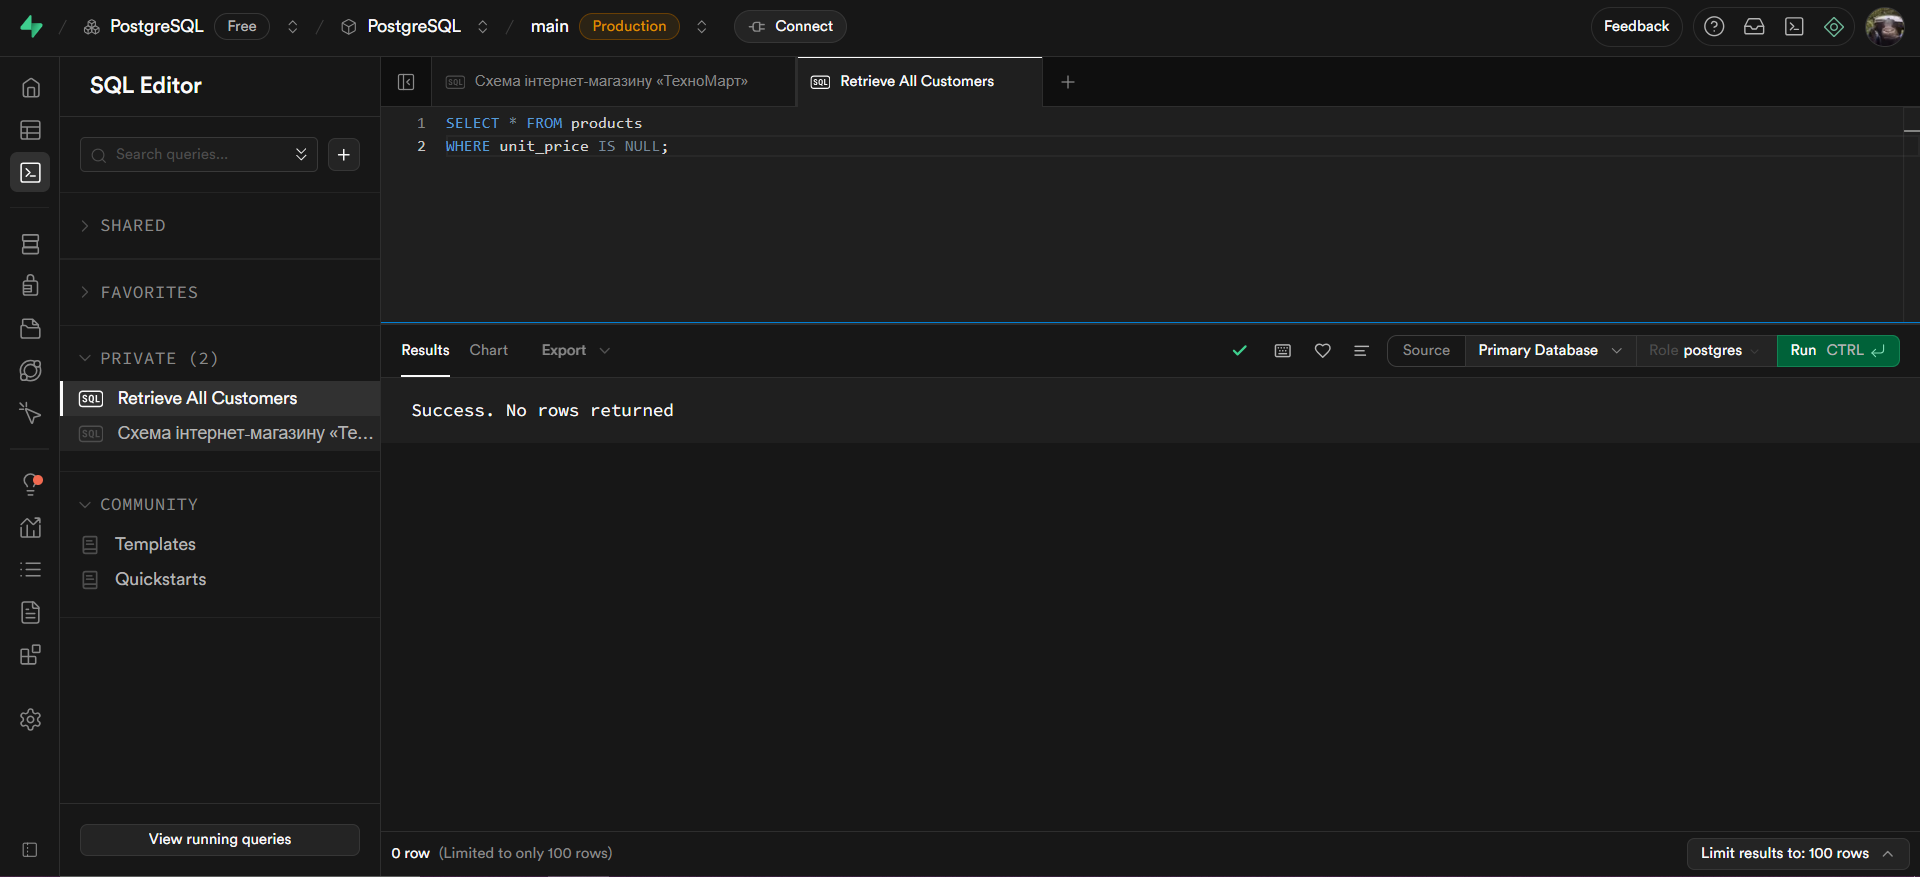 PostgreSQL Free PostgreSQL main Production Connect Feedback
SQL Editor
SQL Схема інтернет-магазину «ТехноМарт» SQL Retrieve All Customers
Search queries...
SHARED
FAVORITES
PRIVATE (2)
SQL Retrieve All Customers
SQL Схема інтернет-магазину «Те...
COMMUNITY
Templates
Quickstarts
View running queries
1 SELECT * FROM products
2 WHERE unit_price IS NULL;
Results Chart Export Source Primary Database Role postgres Run CTRL
Success. No rows returned
0 row (Limited to only 100 rows) Limit results to: 100 rows